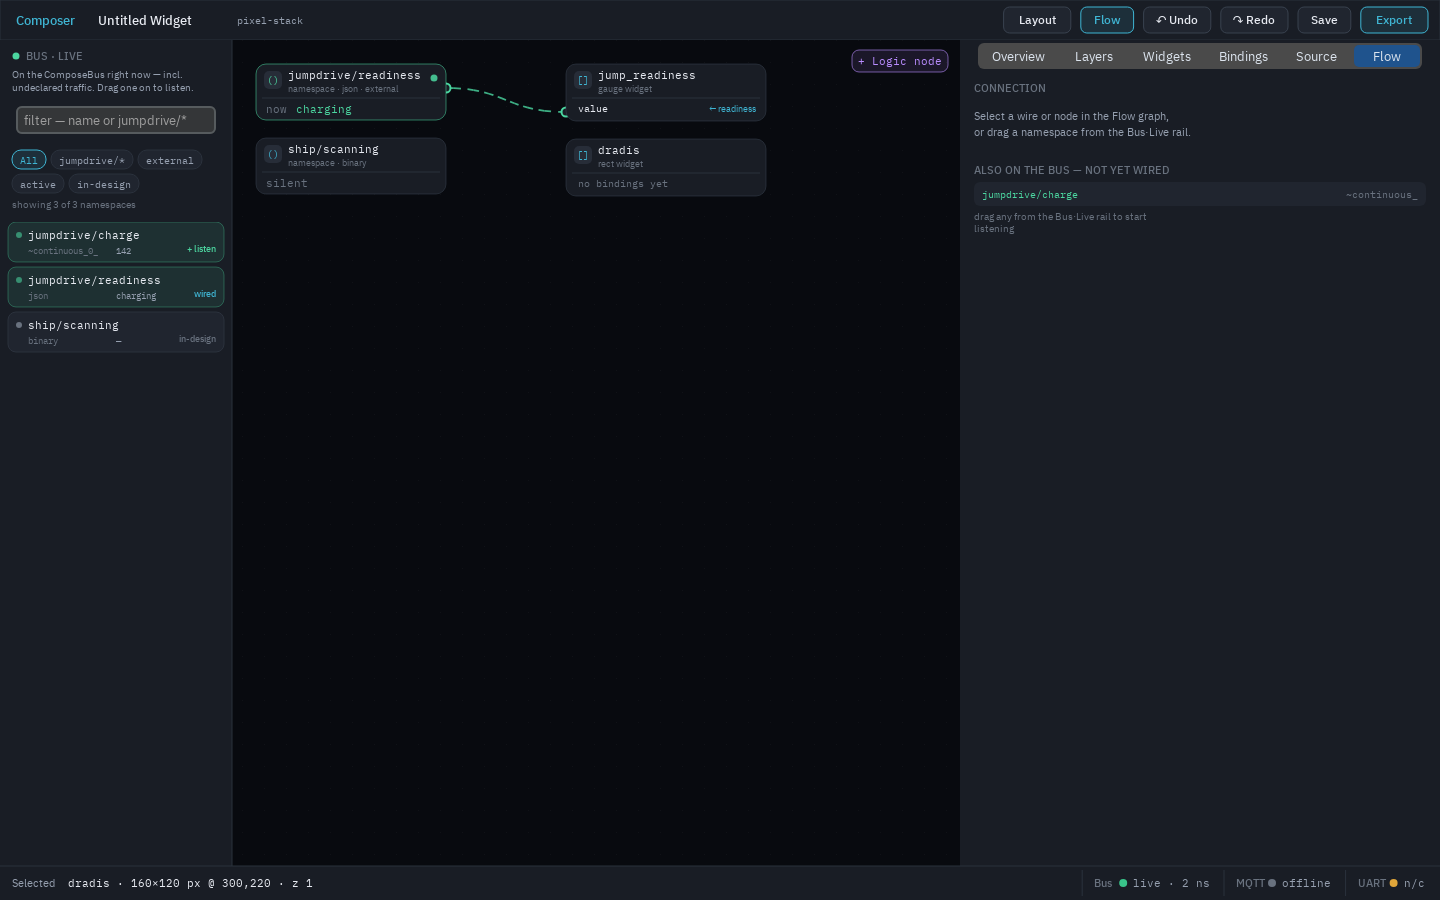 Composer Untitled Widget pixel-stack Layout Flow ↶ Undo ↷ Redo Save Export
BUS · LIVE
On the ComposeBus right now — incl.
undeclared traffic. Drag one on to listen.
filter — name or jumpdrive/*
All jumpdrive/* external
active in-design
showing 3 of 3 namespaces
jumpdrive/charge
~continuous_0_ 142 + listen
jumpdrive/readiness
json charging wired
ship/scanning
binary — in-design
+ Logic node
() jumpdrive/readiness
namespace · json · external
now charging
[] jump_readiness
gauge widget
value ← readiness
() ship/scanning
namespace · binary
silent
[] dradis
rect widget
no bindings yet
Overview Layers Widgets Bindings Source Flow
CONNECTION
Select a wire or node in the Flow graph,
or drag a namespace from the Bus·Live rail.
ALSO ON THE BUS — NOT YET WIRED
jumpdrive/charge ~continuous_
drag any from the Bus·Live rail to start
listening
Selected dradis · 160×120 px @ 300,220 · z 1 Bus live · 2 ns MQTT offline UART n/c